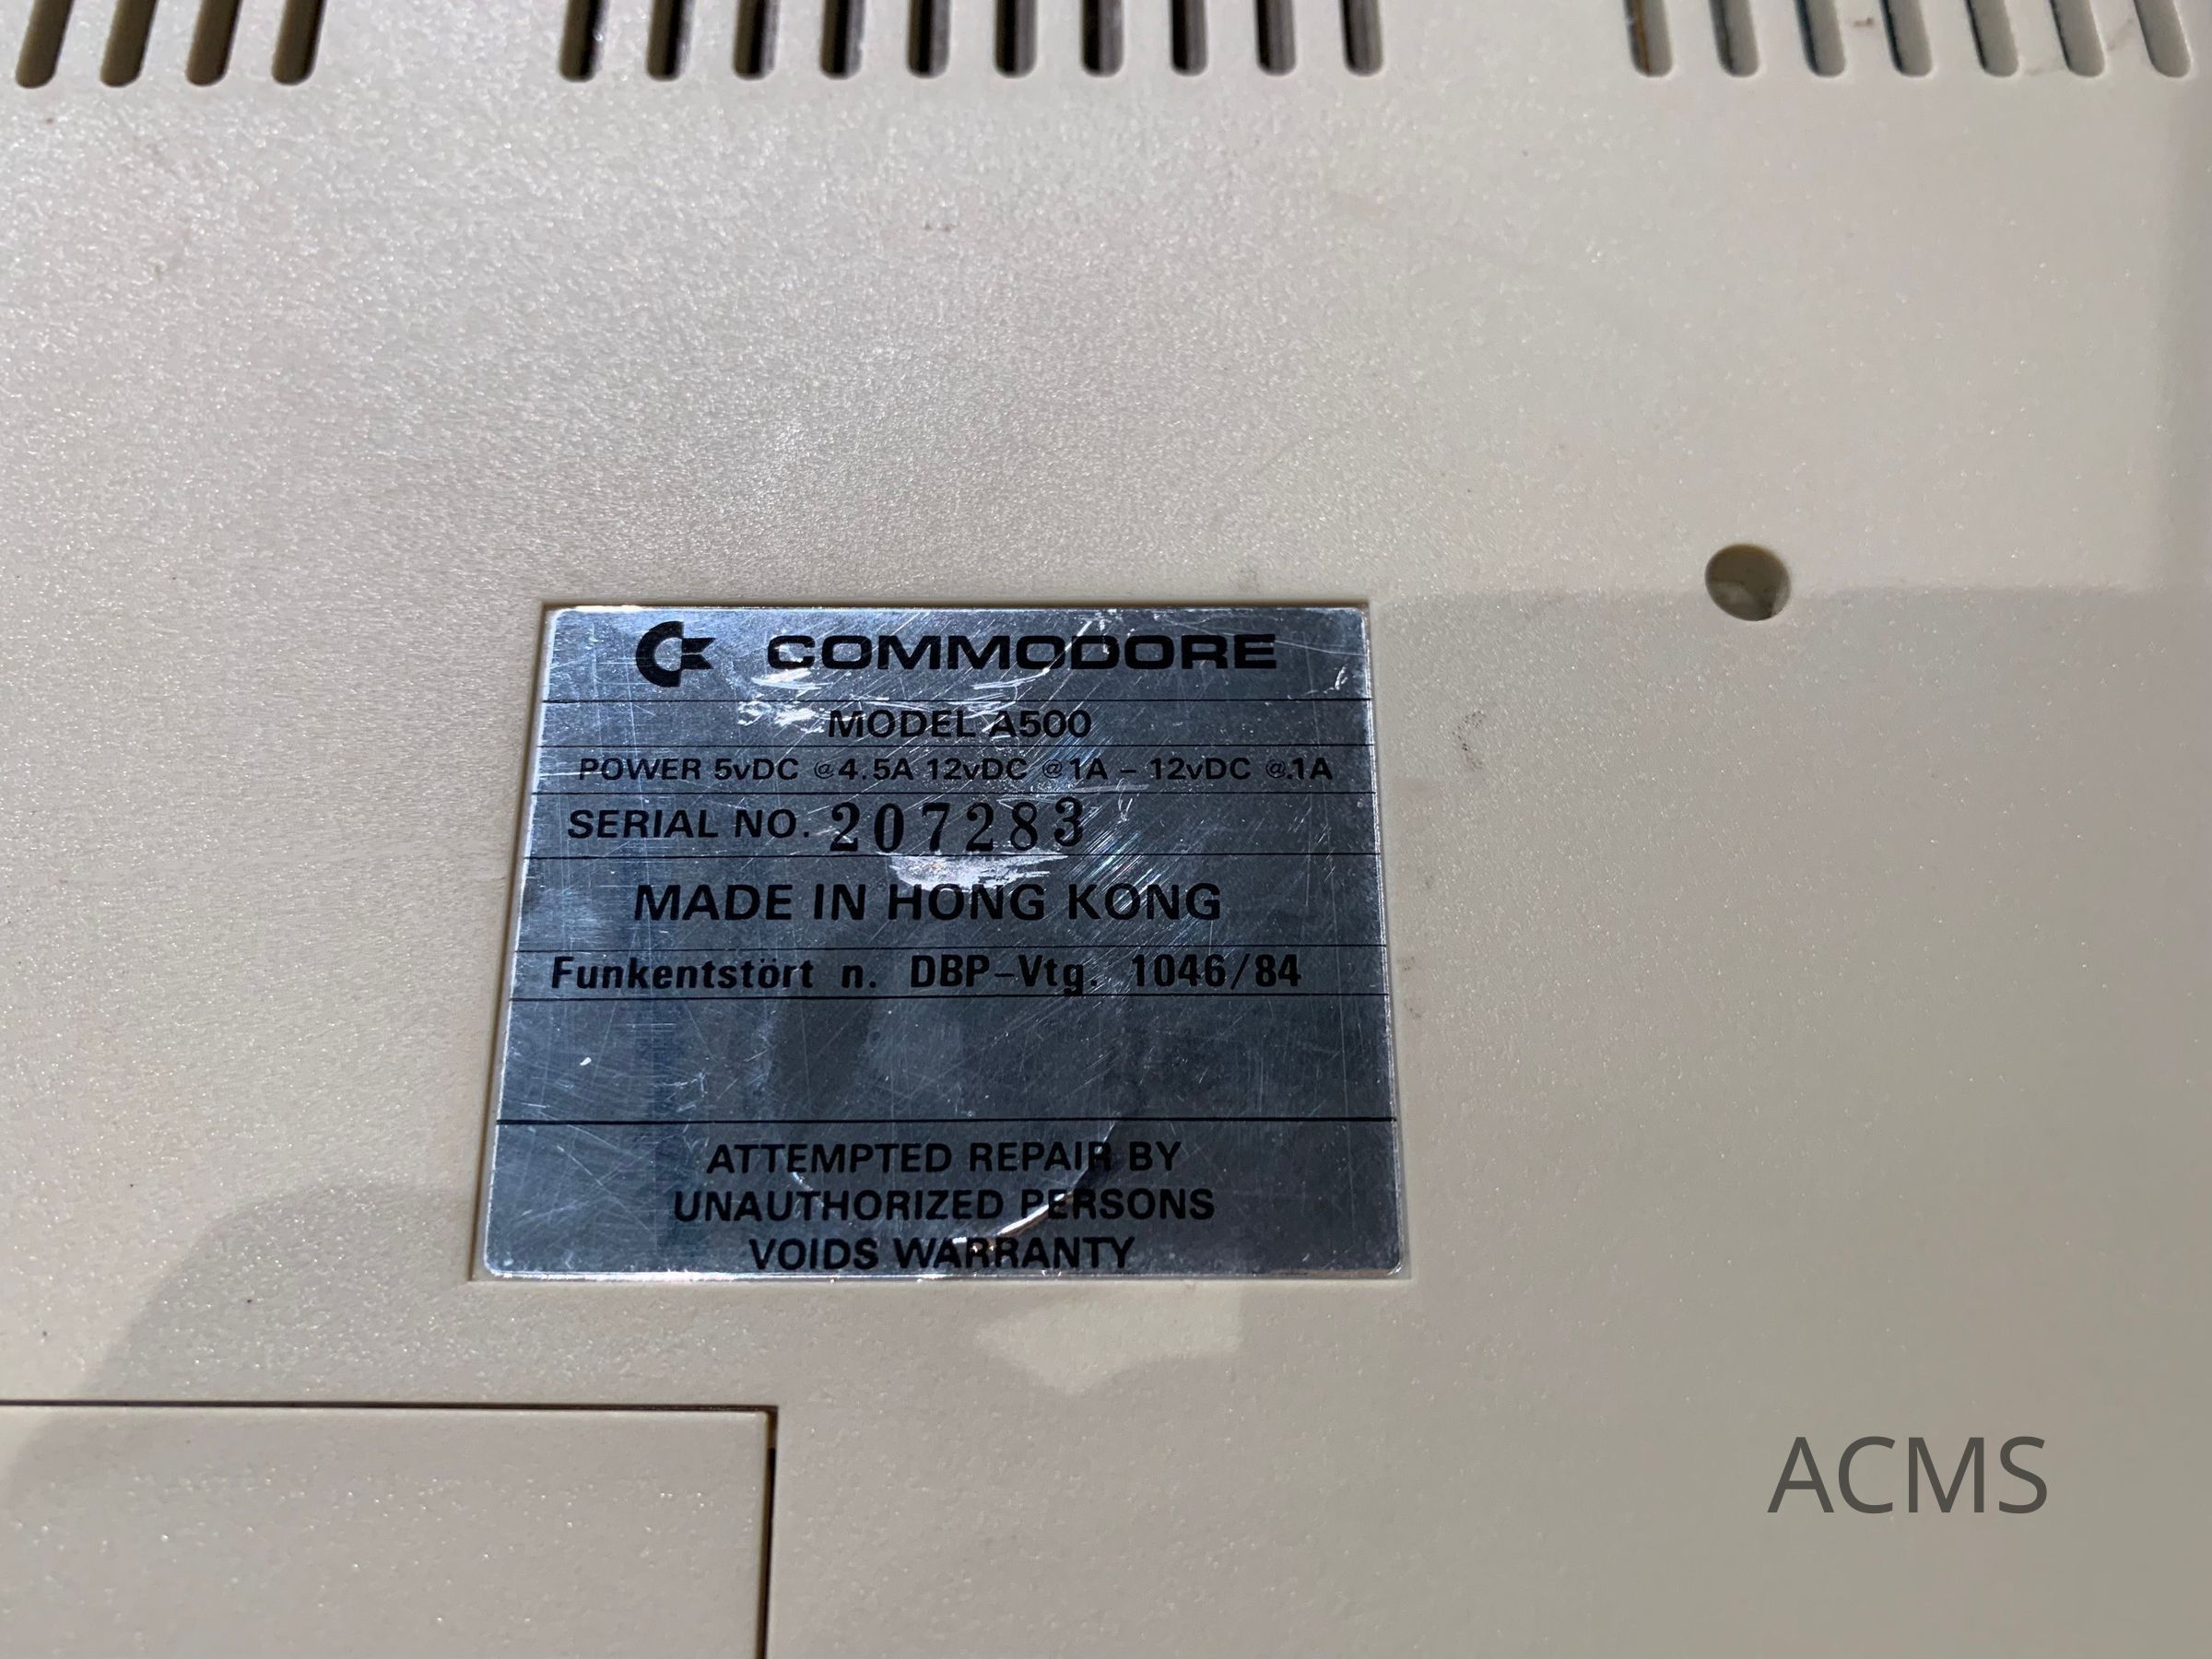 COMMODORE
MODEL A500
POWER 5vDC @4.5A 12vDC @1A - 12vDC @.1A
SERIAL NO. 207283
MADE IN HONG KONG
Funkentstört n. DBP-Vtg. 1046/84
ATTEMPTED REPAIR BY
UNAUTHORIZED PERSONS
VOIDS WARRANTY
ACMS